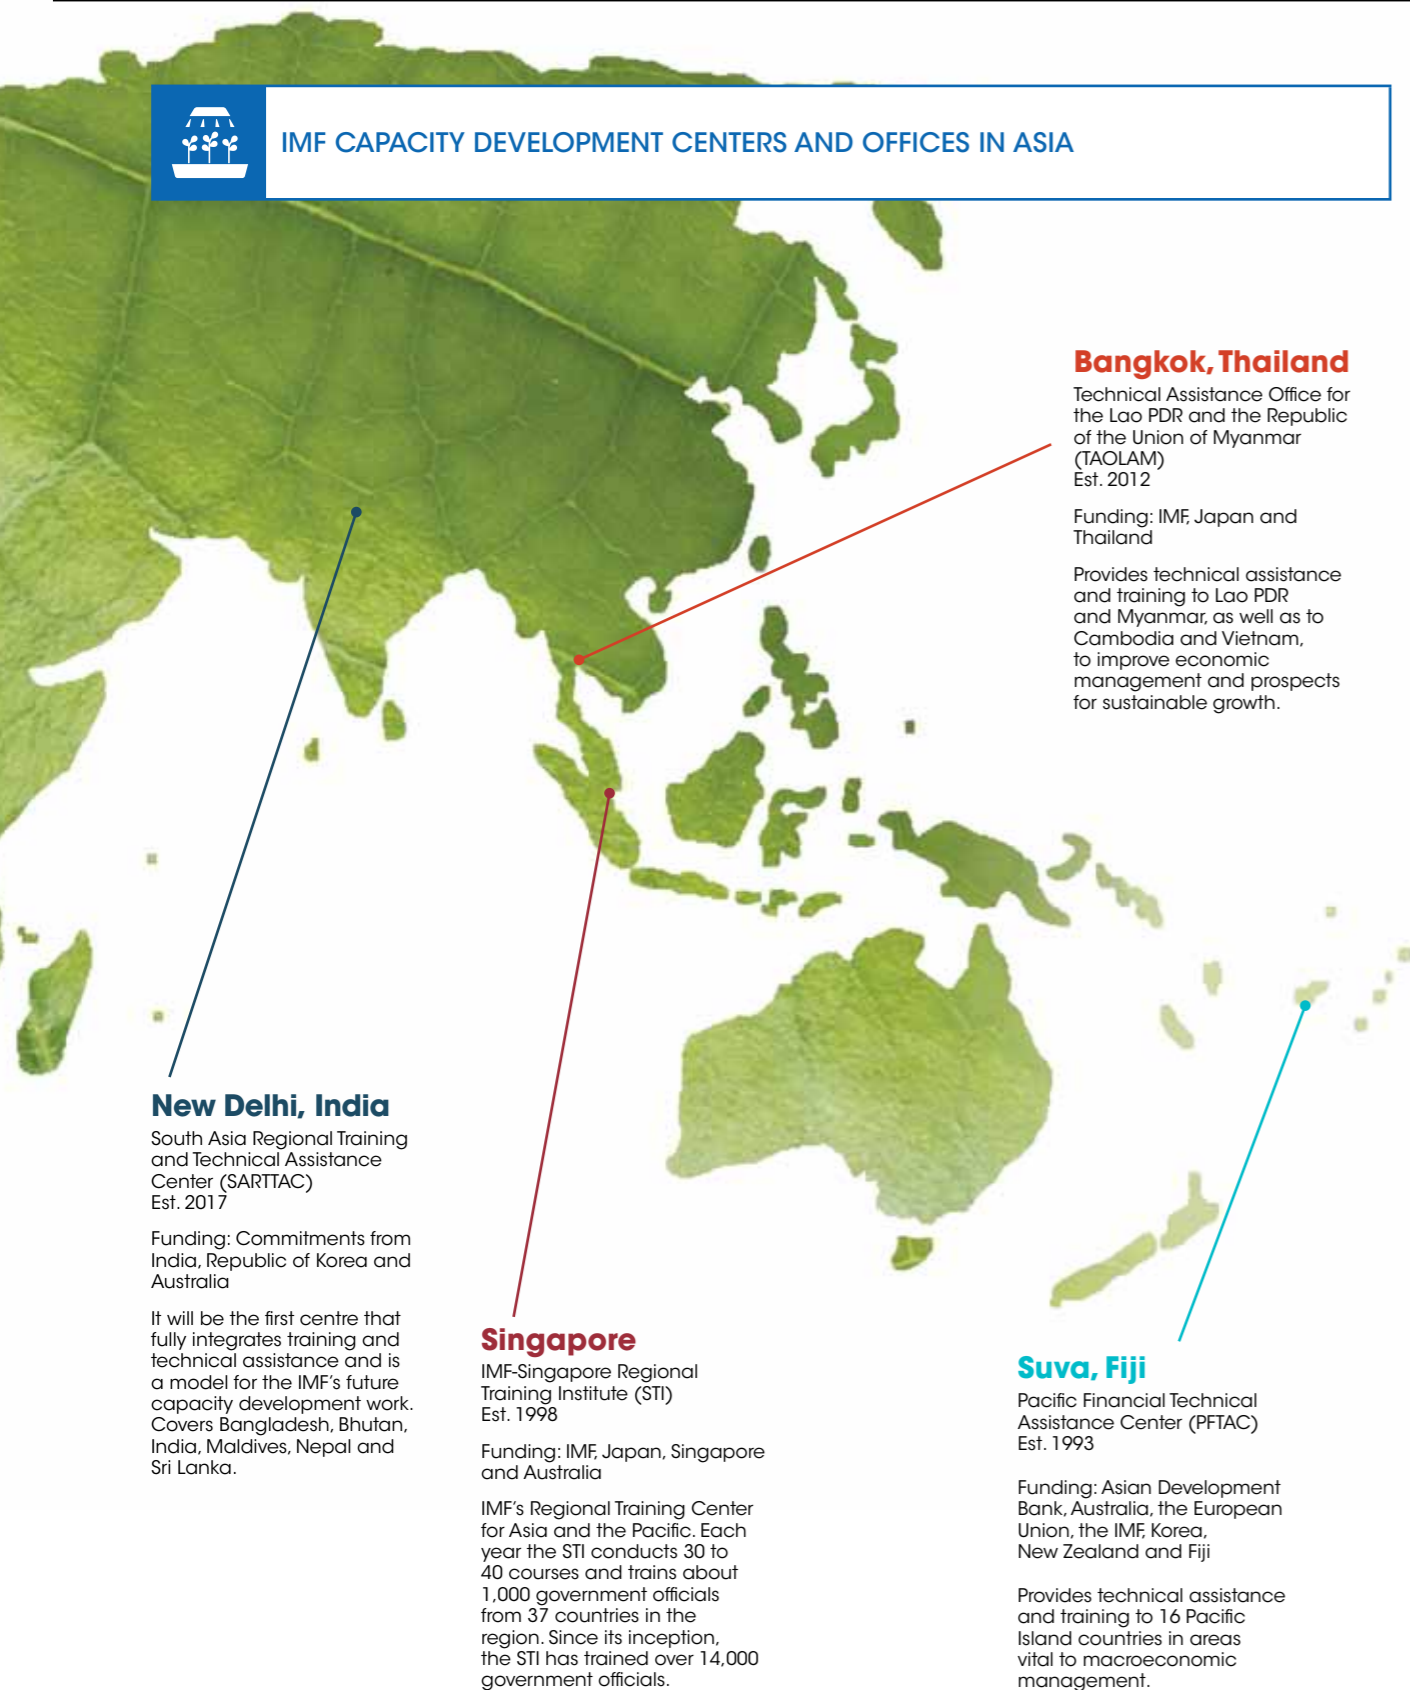 IMF CAPACITY DEVELOPMENT CENTERS AND OFFICES IN ASIA
Bangkok, Thailand
Technical Assistance Office for
the Lao PDR and the Republic
of the Union of Myanmar
(TAOLAM)
Est. 2012
Funding: IMF, Japan and
Thailand
Provides technical assistance
and training to Lao PDR
and Myanmar, as well as to
Cambodia and Vietnam,
to improve economic
management and prospects
for sustainable growth.
New Delhi, India
South Asia Regional Training
and Technical Assistance
Center (SARTTAC)
Est. 2017
Funding: Commitments from
India, Republic of Korea and
Australia
It will be the first centre that
fully integrates training and
technical assistance and is
a model for the IMF's future
capacity development work.
Covers Bangladesh, Bhutan,
India, Maldives, Nepal and
Sri Lanka.
Singapore
IMF-Singapore Regional
Training Institute (STI)
Est. 1998
Funding: IMF, Japan, Singapore
and Australia
IMF's Regional Training Center
for Asia and the Pacific. Each
year the STI conducts 30 to
40 courses and trains about
1,000 government officials
from 37 countries in the
region. Since its inception,
the STI has trained over 14,000
government officials.
Suva, Fiji
Pacific Financial Technical
Assistance Center (PFTAC)
Est. 1993
Funding: Asian Development
Bank, Australia, the European
Union, the IMF, Korea,
New Zealand and Fiji
Provides technical assistance
and training to 16 Pacific
Island countries in areas
vital to macroeconomic
management.